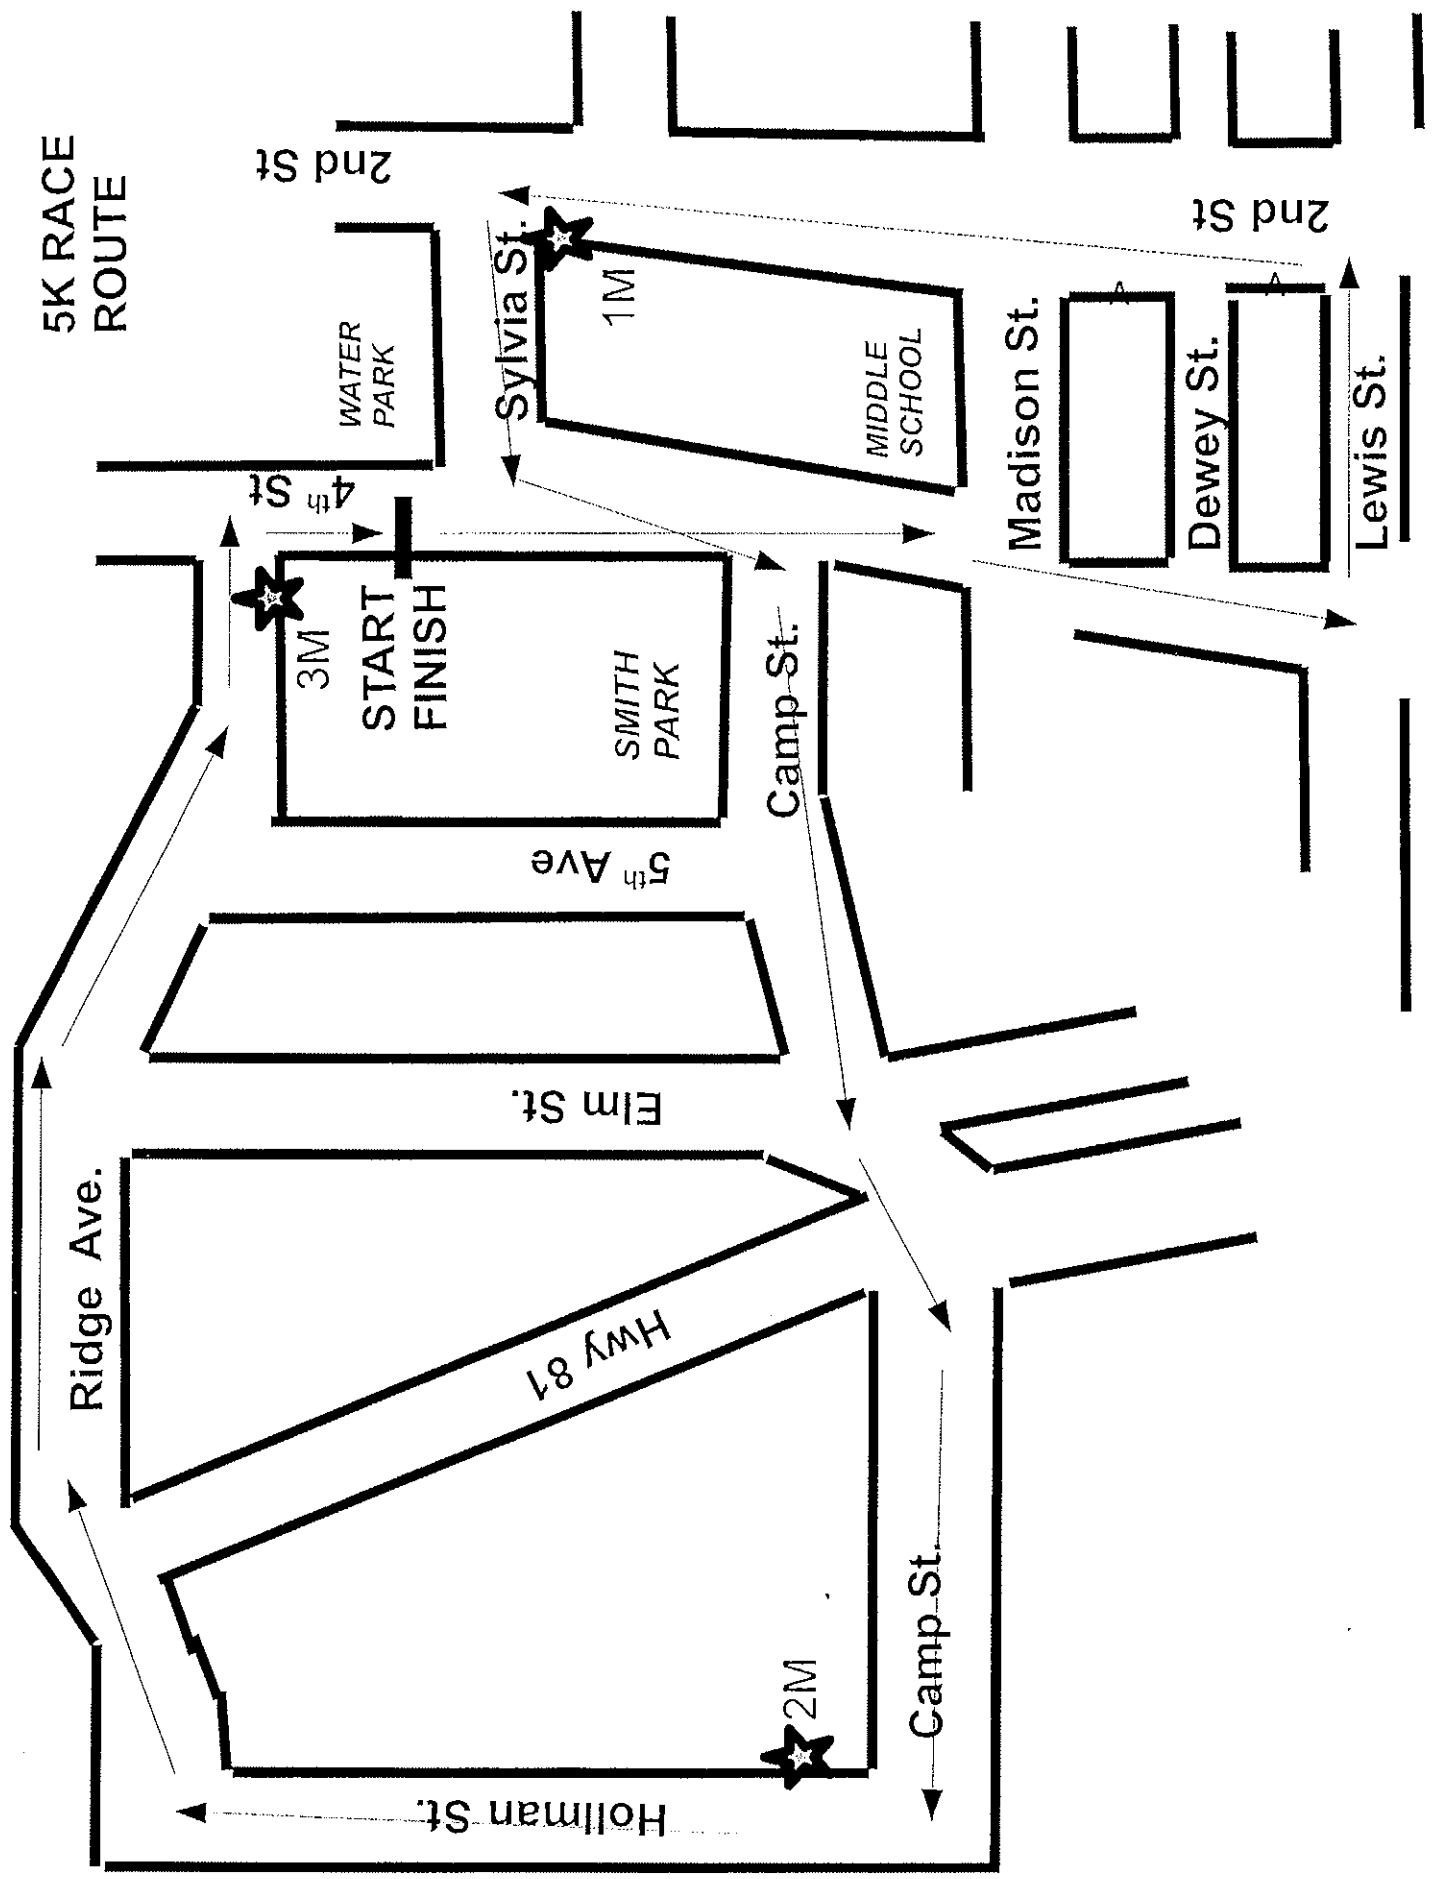 5K RACE
ROUTE
2nd St
2nd St
WATER
PARK
Sylvia St.
1M
MIDDLE
SCHOOL
Madison St.
Dewey St.
Lewis St.
4th St
3M
START
FINISH
SMITH
PARK
Camp St.
5th Ave
Elm St.
Ridge Ave.
Hwy 81
2M
Camp St.
Hollman St.